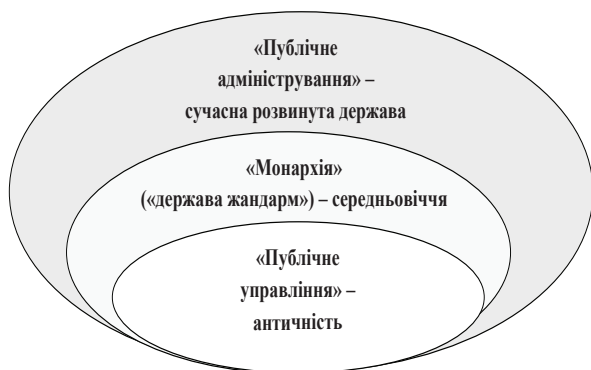 «Публічне
адміністрування» –
сучасна розвинута держава
«Монархія»
(«держава жандарм») – середньовіччя
«Публічне
управління» –
античність